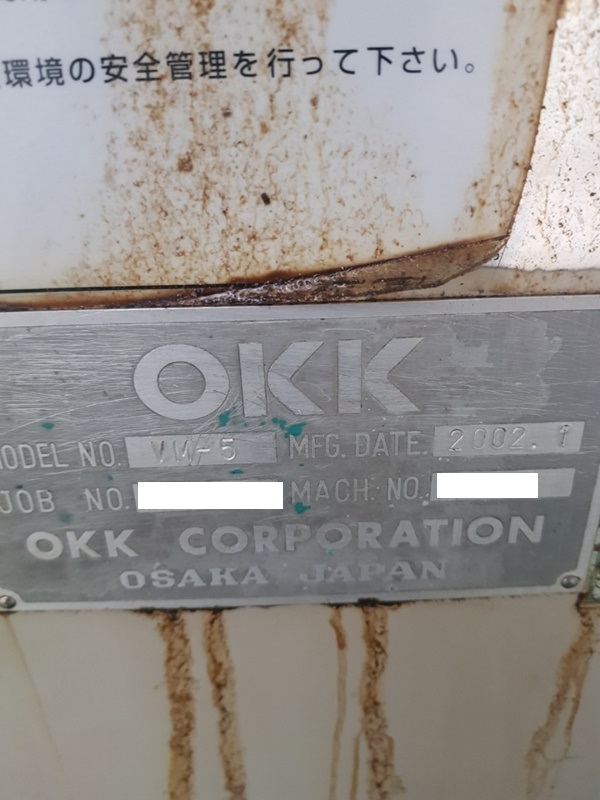 環境の安全管理を行って下さい。
OKK
MODEL NO. VM-5 MFG. DATE. 2002. 1
JOB NO. MACH. NO.
OKK CORPORATION
OSAKA JAPAN